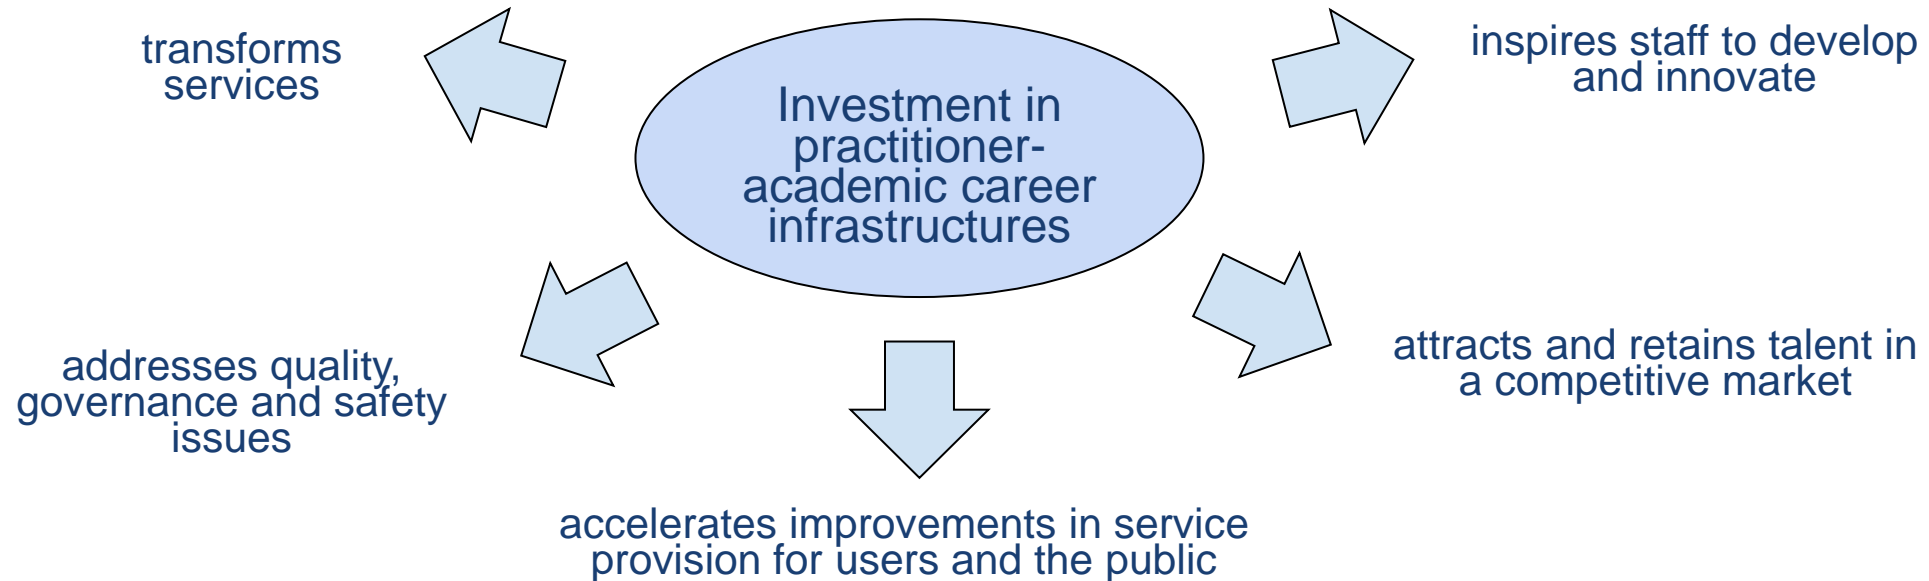 transforms
services
Investment in
practitioner-
academic career
infrastructures
inspires staff to develop
and innovate
addresses quality,
governance and safety
issues
attracts and retains talent in
a competitive market
accelerates improvements in service
provision for users and the public